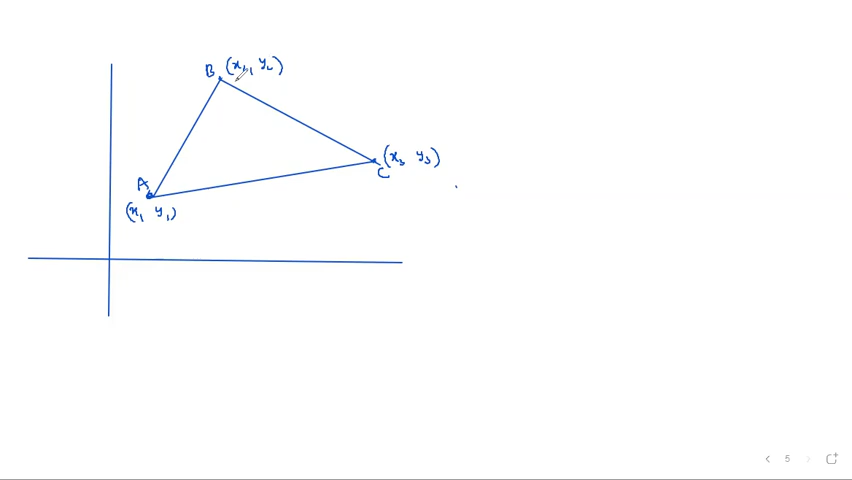 B (x₂, y₂)
(x₃ y₃)
A
C
(x₁ y₁)
5